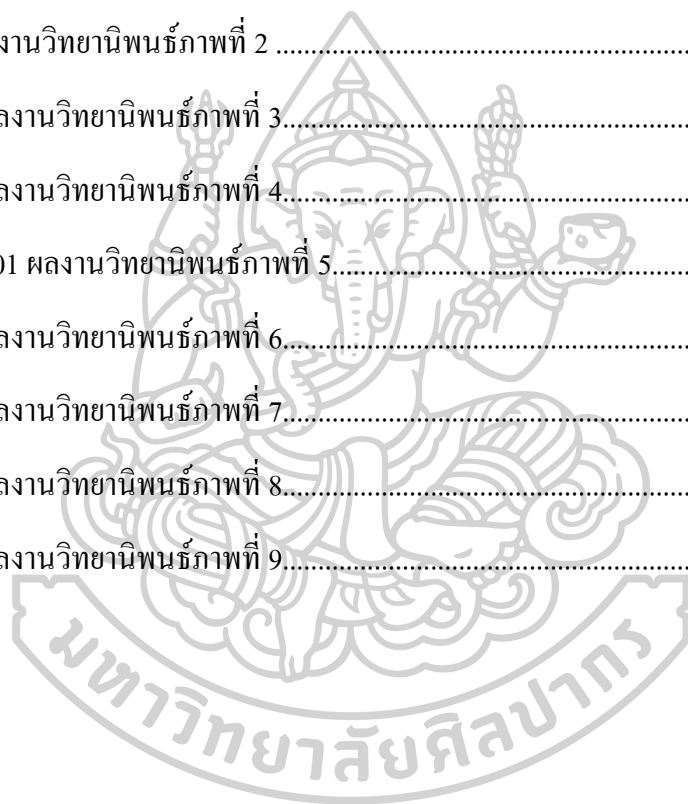 งานวิทยานิพนธ์ภาพที่ 2 ........................................................
ลงานวิทยานิพนธ์ภาพที่ 3........................................................
ลงานวิทยานิพนธ์ภาพที่ 4........................................................
01 ผลงานวิทยานิพนธ์ภาพที่ 5........................................................
ลงานวิทยานิพนธ์ภาพที่ 6........................................................
ลงานวิทยานิพนธ์ภาพที่ 7........................................................
ลงานวิทยานิพนธ์ภาพที่ 8........................................................
ลงานวิทยานิพนธ์ภาพที่ 9........................................................
มหาวิทยาลัยศิลปากร